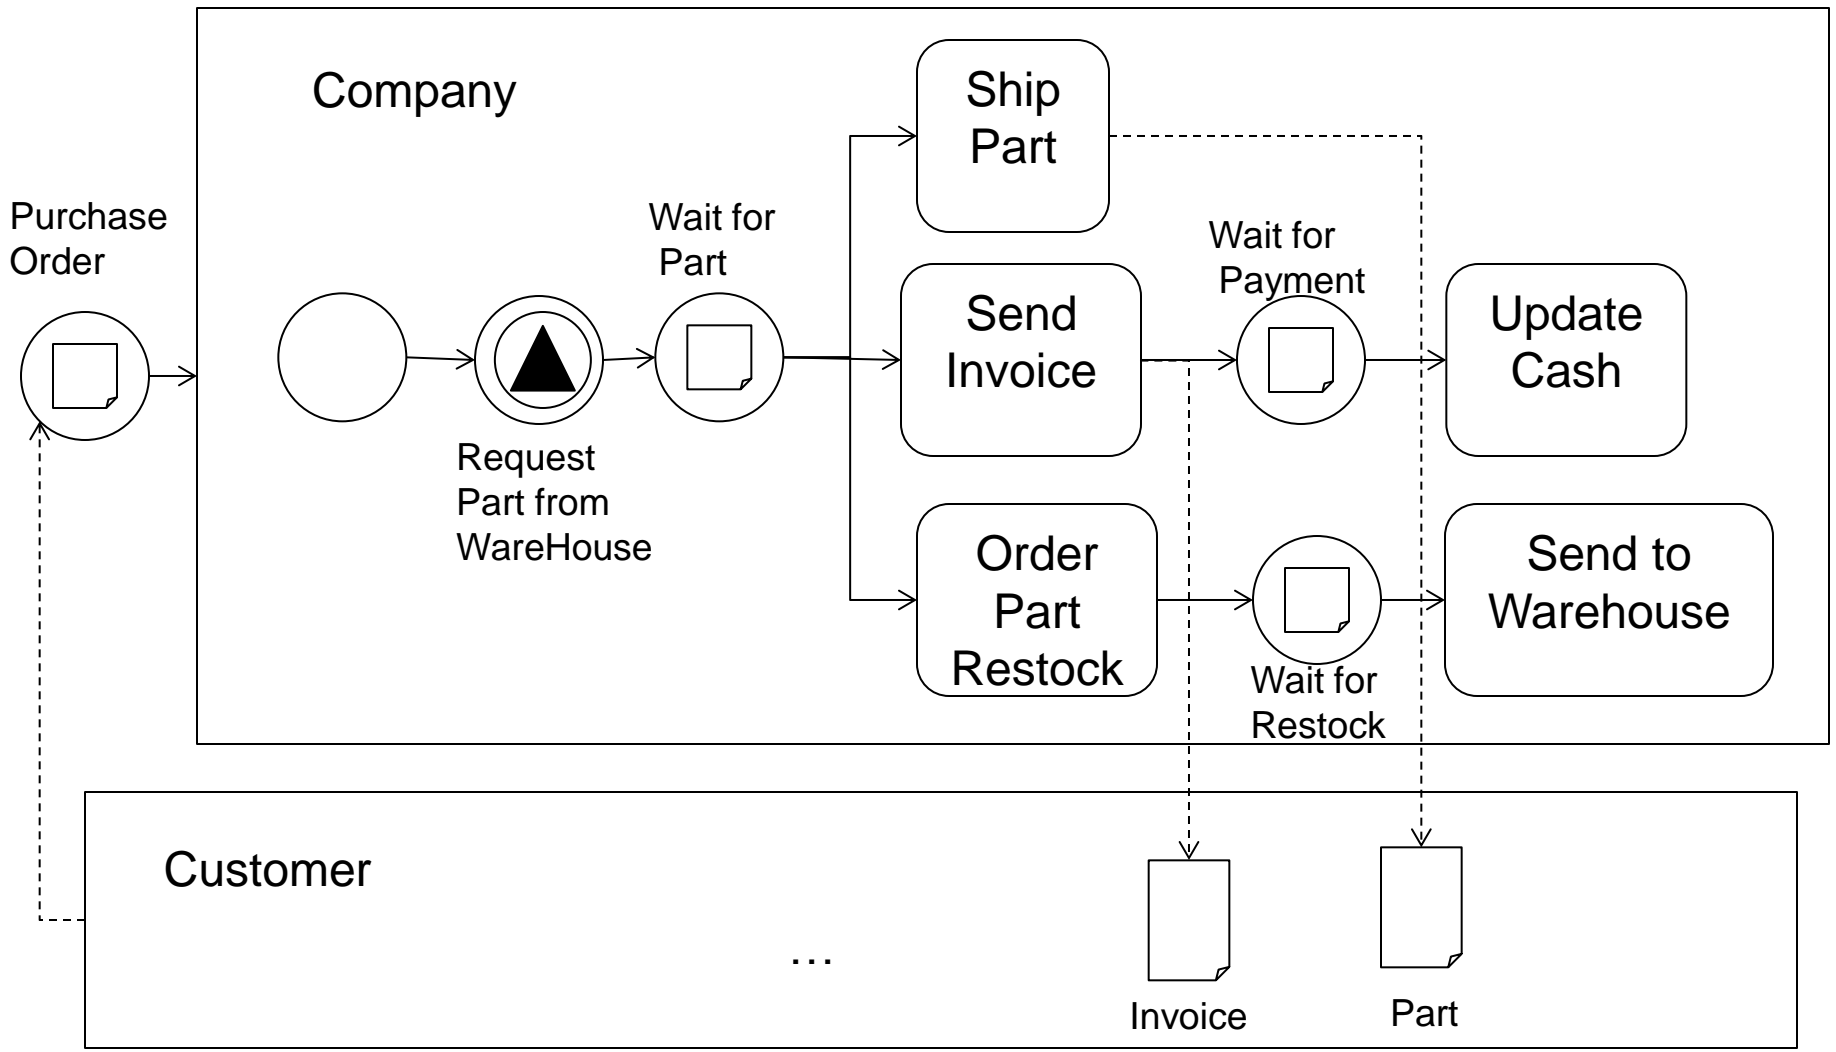 Company
Ship
Part
Purchase
Order
Wait for
Part
Wait for
Payment
Send
Invoice
Update
Cash
Request
Part from
WareHouse
Order
Part
Restock
Send to
Warehouse
Wait for
Restock
Customer
...
Invoice
Part